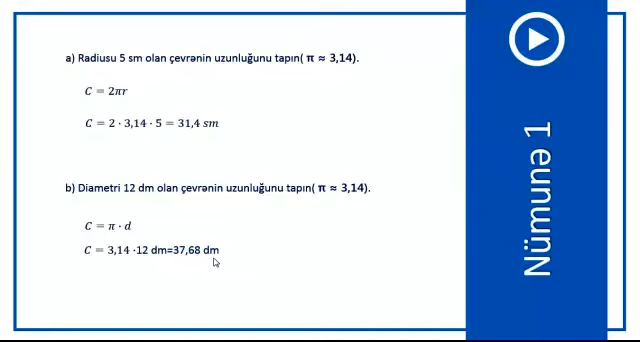 a) Radiusu 5 sm olan çevrənin uzunluğunu tapın( π ≈ 3,14).
C = 2πr
C = 2 · 3,14 · 5 = 31,4 sm
b) Diametri 12 dm olan çevrənin uzunluğunu tapın( π ≈ 3,14).
C = π · d
C = 3,14 ·12 dm=37,68 dm
Nümunə 1